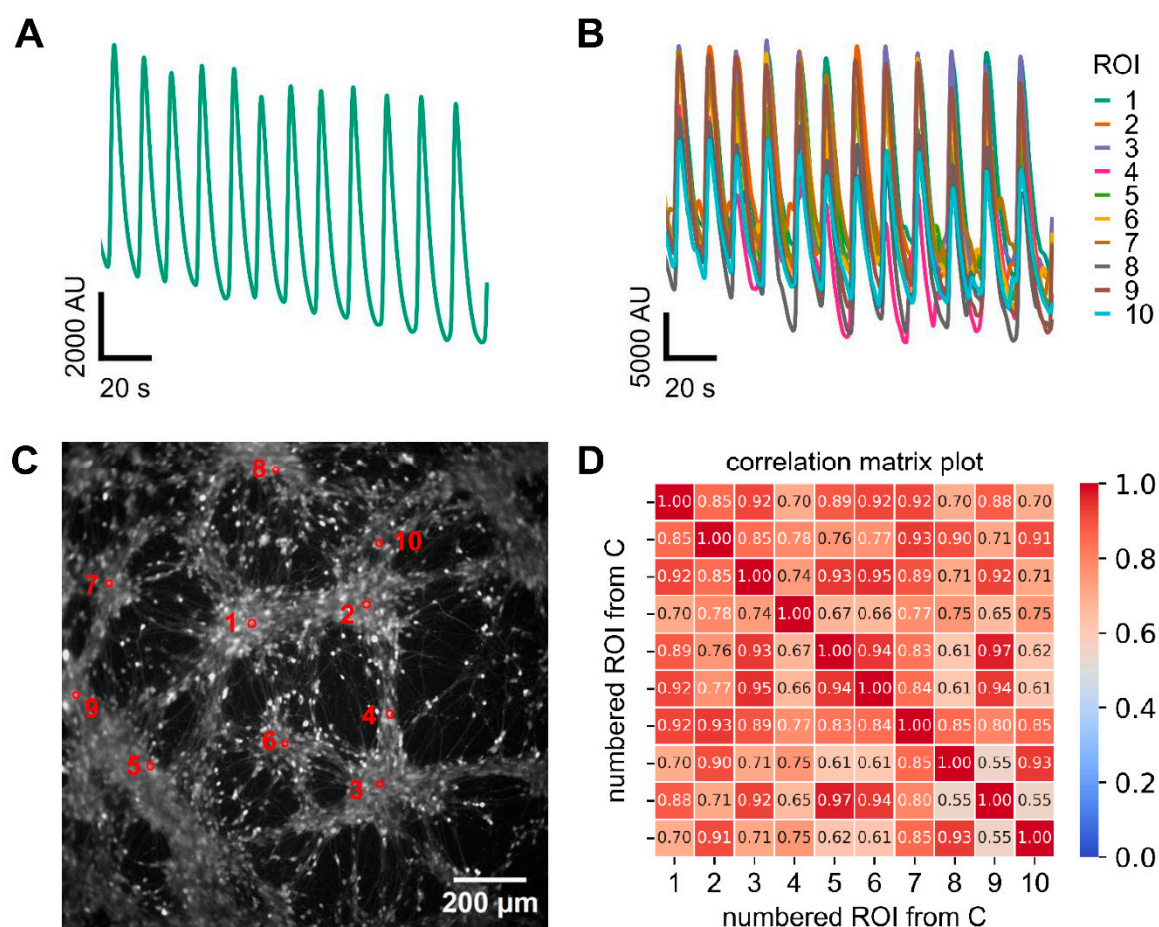 A
2000 AU
20 s
B
5000 AU
20 s
ROI
1
2
3
4
5
6
7
8
9
10
C
8
10
7
2
1
9
4
6
5
3
200 µm
D
correlation matrix plot
numbered ROI from C
1.00 0.85 0.92 0.70 0.89 0.92 0.92 0.70 0.88 0.70
0.85 1.00 0.85 0.78 0.76 0.77 0.93 0.90 0.71 0.91
0.92 0.85 1.00 0.74 0.93 0.95 0.89 0.71 0.92 0.71
0.70 0.78 0.74 1.00 0.67 0.66 0.77 0.75 0.65 0.75
0.89 0.76 0.93 0.67 1.00 0.94 0.83 0.61 0.97 0.62
0.92 0.77 0.95 0.66 0.94 1.00 0.84 0.61 0.94 0.61
0.92 0.93 0.89 0.77 0.83 0.84 1.00 0.85 0.80 0.85
0.70 0.90 0.71 0.75 0.61 0.61 0.85 1.00 0.55 0.93
0.88 0.71 0.92 0.65 0.97 0.94 0.80 0.55 1.00 0.55
0.70 0.91 0.71 0.75 0.62 0.61 0.85 0.93 0.55 1.00
1 2 3 4 5 6 7 8 9 10
numbered ROI from C
1.0
0.8
0.6
0.4
0.2
0.0